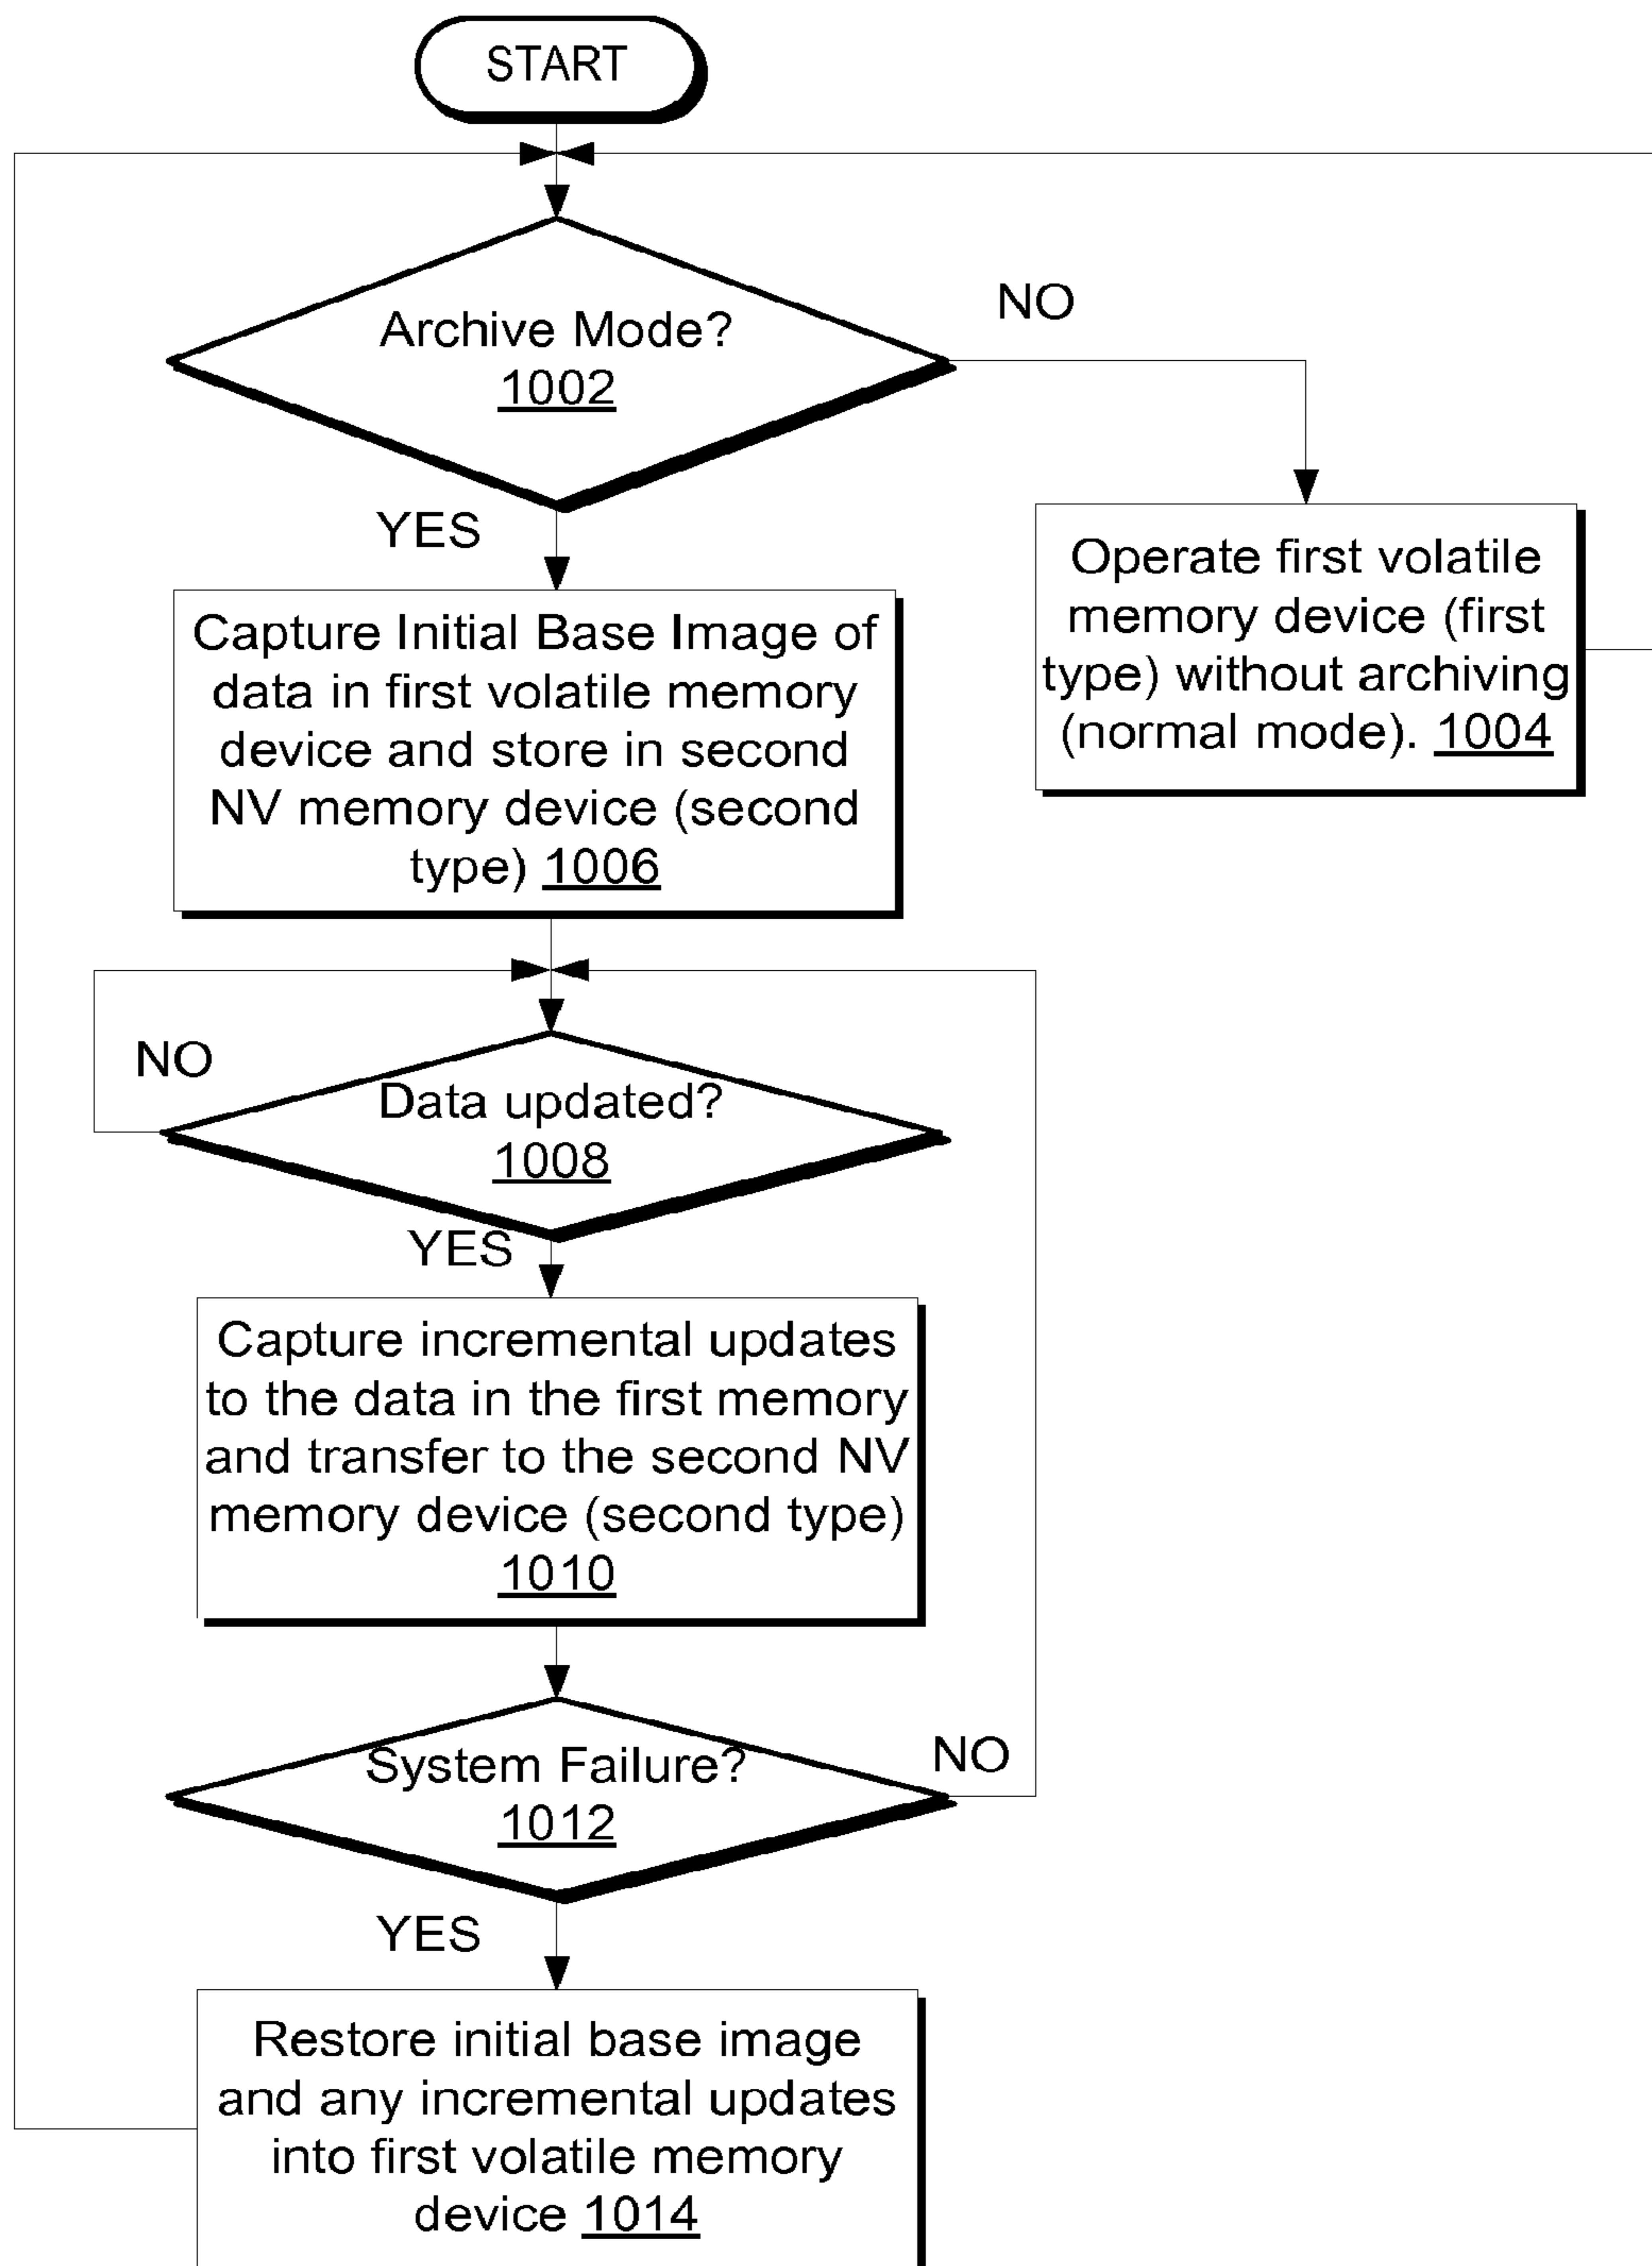 START
Archive Mode?
1002
NO
YES
Operate first volatile
memory device (first
type) without archiving
(normal mode). 1004
Capture Initial Base Image of
data in first volatile memory
device and store in second
NV memory device (second
type) 1006
NO
Data updated?
1008
YES
Capture incremental updates
to the data in the first memory
and transfer to the second NV
memory device (second type)
1010
System Failure?
1012
NO
YES
Restore initial base image
and any incremental updates
into first volatile memory
device 1014